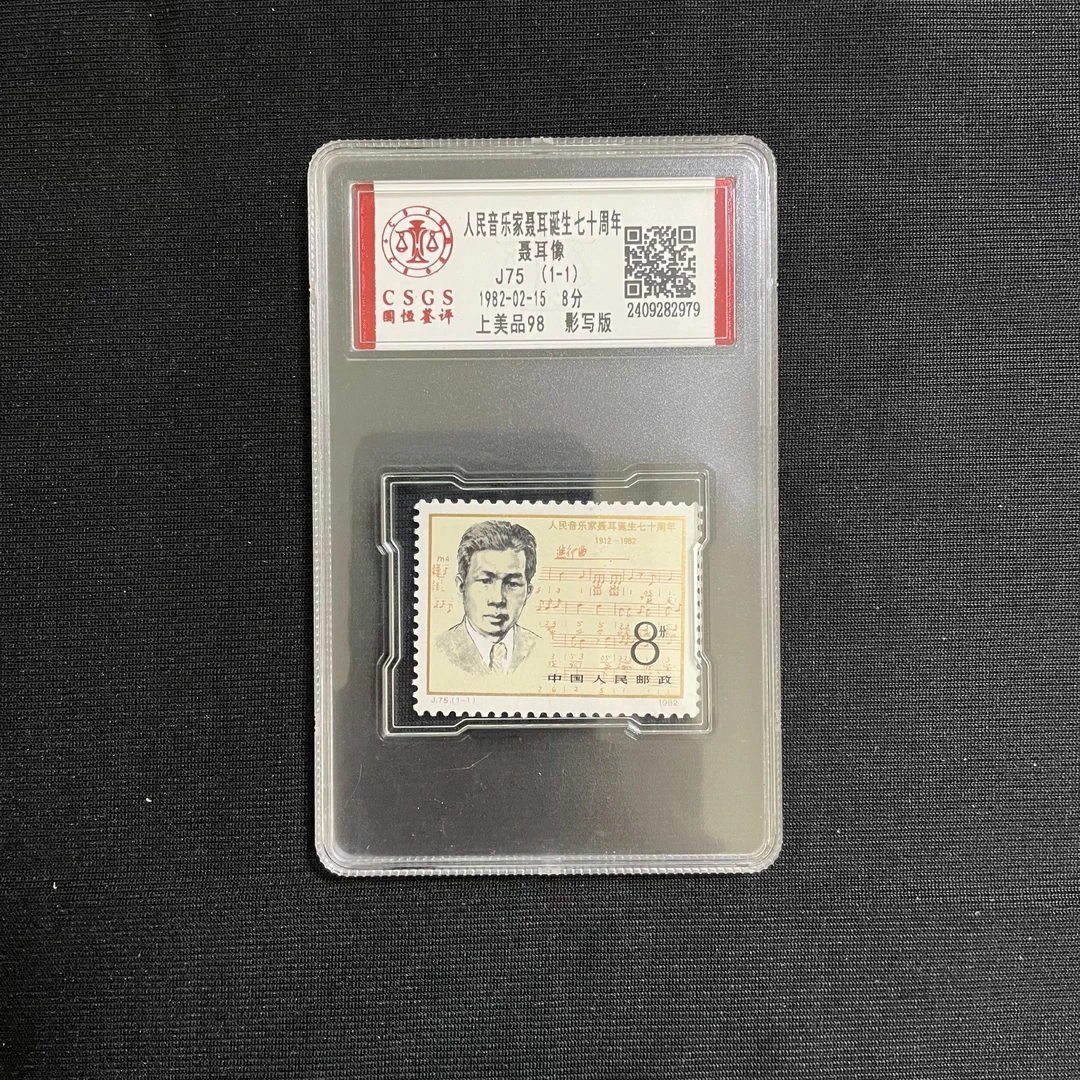 人民音乐家聂耳诞生七十周年
聂耳像
J75 (1-1)
1982-02-15 8分
上美品98 影写版
CSGS
国恒鉴评
2409282979
人民音乐家聂耳诞生七十周年
1912-1982
进行曲
8分
中国人民邮政
J.75.(1-1)
1982